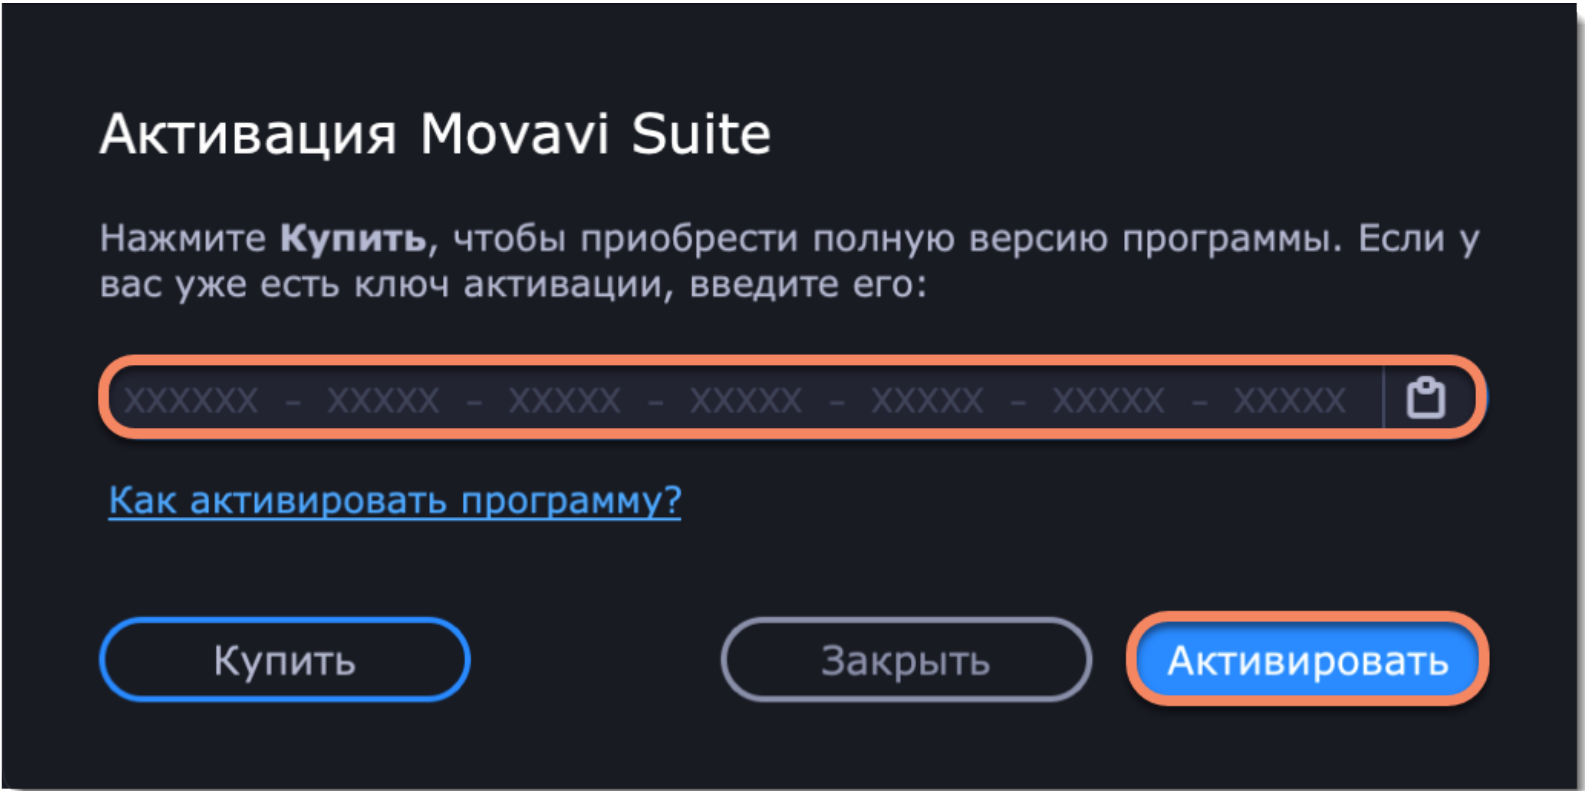 Активация Movavi Suite
Нажмите Купить, чтобы приобрести полную версию программы. Если у
вас уже есть ключ активации, введите его:
XXXXXX - XXXXX - XXXXX - XXXXX - XXXXX - XXXXX - XXXXX
Как активировать программу?
Купить
Закрыть
Активировать